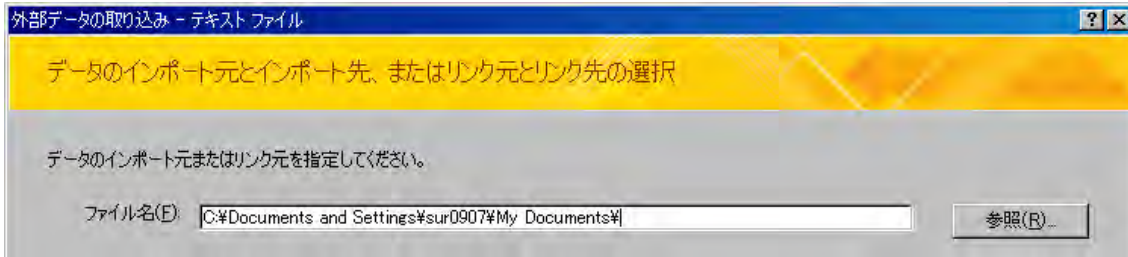 外部データの取り込み - テキスト ファイル
データのインポート元とインポート先、またはリンク元とリンク先の選択
データのインポート元またはリンク元を指定してください。
ファイル名(F): C:¥Documents and Settings¥sur0907¥My Documents¥ 参照(R)...